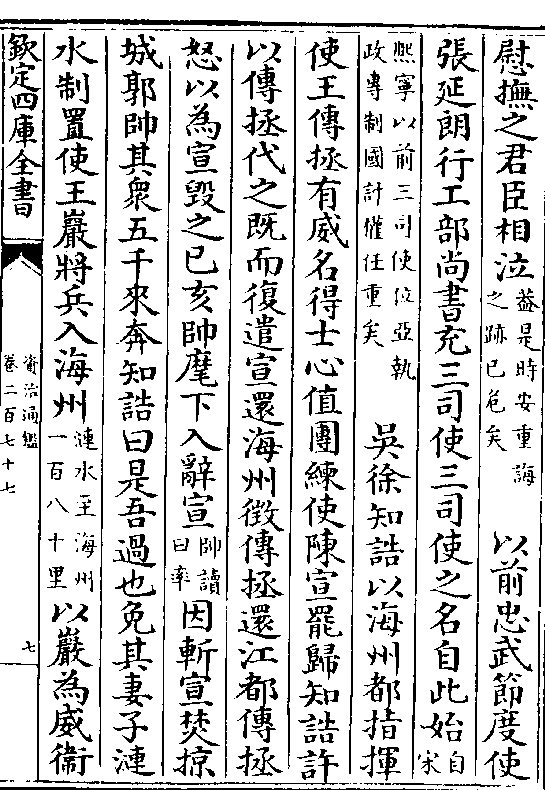 慰撫之君臣相泣益是時安重誨之跡已危矣以前忠武節度使
張延朗行工部尚書充三司使三司使之名自此始自宋
熈寧以前三司使位亞執政專制國計權任重矣吳徐知誥以海州都指揮
使王傳拯有威名得士心值團練使陳宣罷歸知誥許
以傳拯代之既而復遣宣還海州徵傳拯還江都傳拯
怒以為宣毀之己亥帥麾下入辭宣帥讀曰率因斬宣焚掠
城郭帥其衆五千來奔知誥曰是吾過也免其妻子漣
水制置使王巖將兵入海州漣水至海州一百八十里以巖為威衞
欽定四庫全書
資治通鑑
卷二百七十七
七